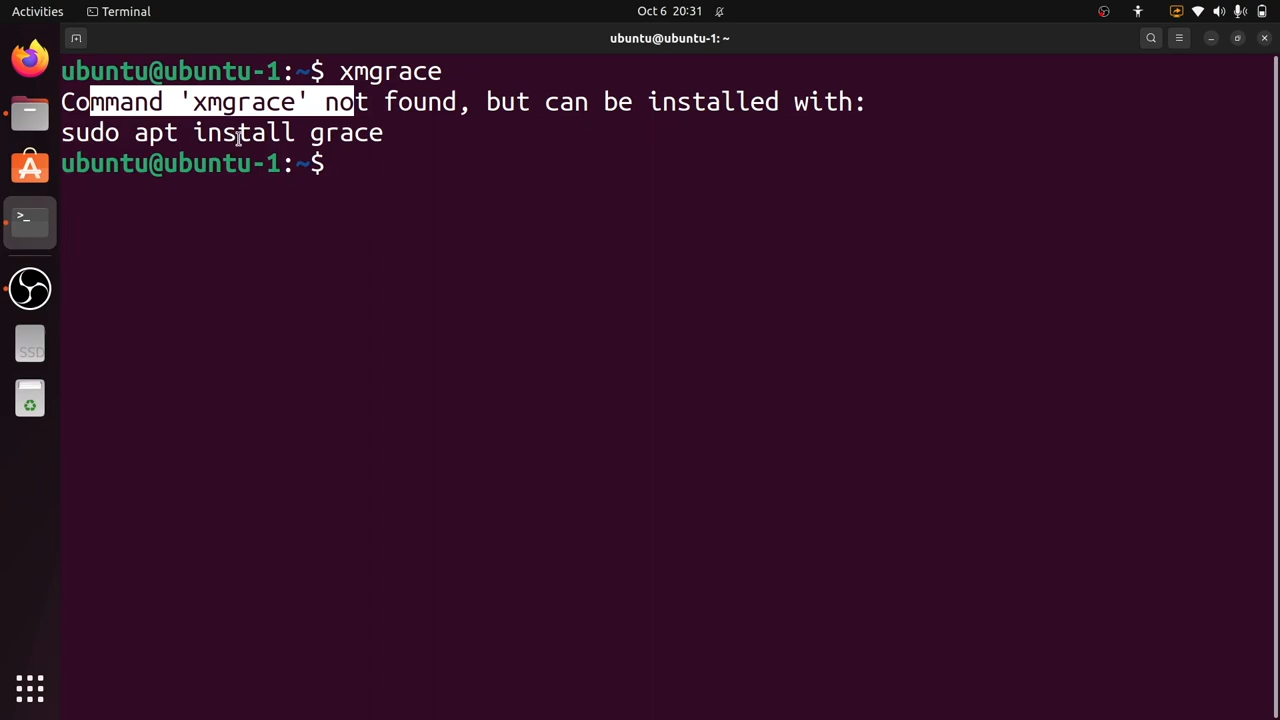 Activities Terminal Oct 6 20:31
ubuntu@ubuntu-1: ~
ubuntu@ubuntu-1:~$ xmgrace
Command 'xmgrace' not found, but can be installed with:
sudo apt install grace
ubuntu@ubuntu-1:~$
>_
SSD